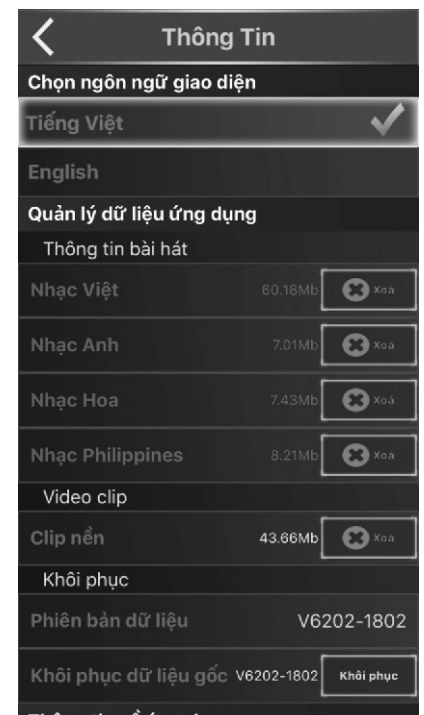 Thông Tin
Chọn ngôn ngữ giao diện
Tiếng Việt
English
Quản lý dữ liệu ứng dụng
Thông tin bài hát
Nhạc Việt 60.18Mb Xoá
Nhạc Anh 7.01Mb Xoá
Nhạc Hoa 7.43Mb Xoá
Nhạc Philippines 8.21Mb Xoá
Video clip
Clip nền 43.66Mb Xoá
Khôi phục
Phiên bản dữ liệu V6202-1802
Khôi phục dữ liệu gốc V6202-1802 Khôi phục